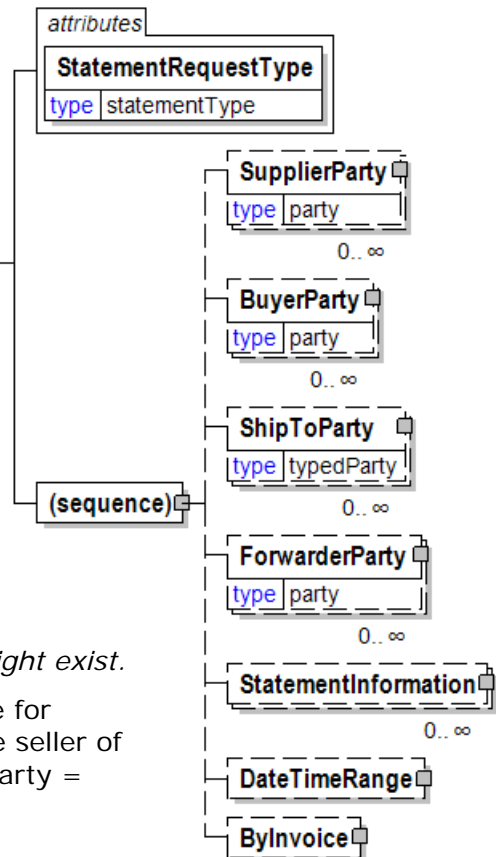 attributes
StatementRequestType
type statementType
SupplierParty
type party
0.. ∞
BuyerParty
type party
0.. ∞
ShipToParty
type typedParty
0.. ∞
(sequence)
ForwarderParty
type party
0.. ∞
StatementInformation
0.. ∞
DateTimeRange
ByInvoice
ight exist.
e for
e seller of
arty =